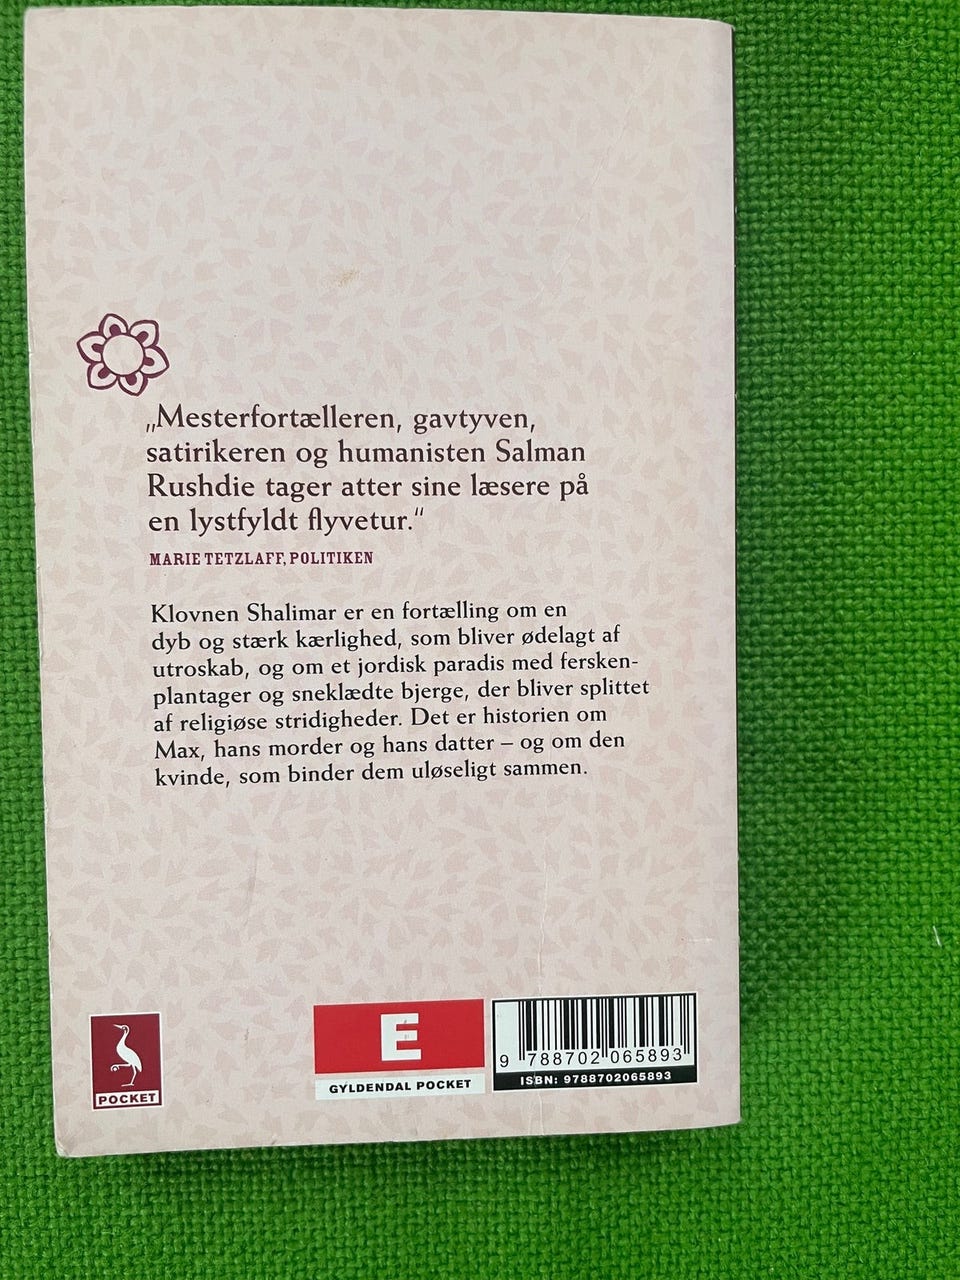 „Mesterfortælleren, gavtyven,
satirikeren og humanisten Salman
Rushdie tager atter sine læsere på
en lystfyldt flyvetur.“
MARIE TETZLAFF, POLITIKEN
Klovnen Shalimar er en fortælling om en
dyb og stærk kærlighed, som bliver ødelagt af
utroskab, og om et jordisk paradis med fersken-
plantager og sneklædte bjerge, der bliver splittet
af religiøse stridigheder. Det er historien om
Max, hans morder og hans datter – og om den
kvinde, som binder dem uløseligt sammen.
POCKET
E
GYLDENDAL POCKET
9 788702 065893
ISBN: 9788702065893